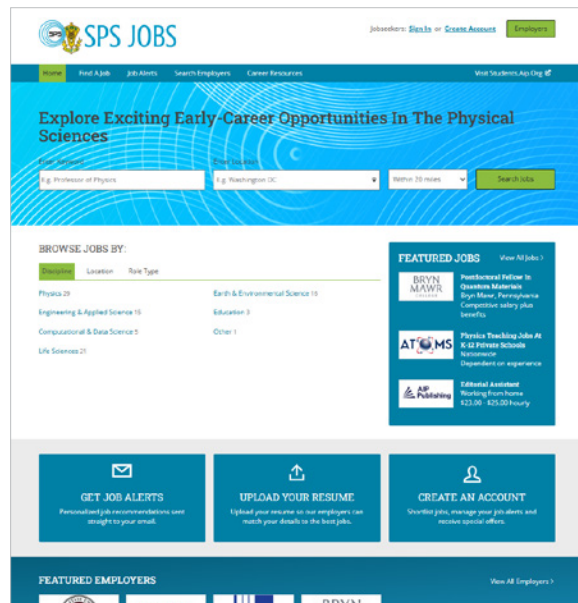 SPS
SPS JOBS
Jobseekers: Sign In or Create Account
Employers
Home
Find A Job
Job Alerts
Search Employers
Career Resources
Visit Students.Aip.Org
Explore Exciting Early-Career Opportunities In The Physical
Sciences
Enter Keyword
Enter Location
E.g. Professor of Physics
E.g. Washington DC
Within 20 miles
Search Jobs
BROWSE JOBS BY:
Discipline
Location
Role Type
Physics 29
Earth & Environmental Science 16
Engineering & Applied Science 16
Education 3
Computational & Data Science 5
Other 1
Life Sciences 21
FEATURED JOBS
View All Jobs >
BRYN
MAWR
COLLEGE
Postdoctoral Fellow In
Quantum Materials
Bryn Mawr, Pennsylvania
Competitive salary plus
benefits
ATOMS
Physics Teaching Jobs At
K-12 Private Schools
Nationwide
Dependent on experience
AIP
Publishing
Editorial Assistant
Working from home
$23.00 - $25.00 hourly
GET JOB ALERTS
Personalized job recommendations sent
straight to your email.
UPLOAD YOUR RESUME
Upload your resume so our employers can
match your details to the best jobs.
CREATE AN ACCOUNT
Shortlist jobs, manage your job alerts and
receive special offers.
FEATURED EMPLOYERS
View All Employers >
BRYN